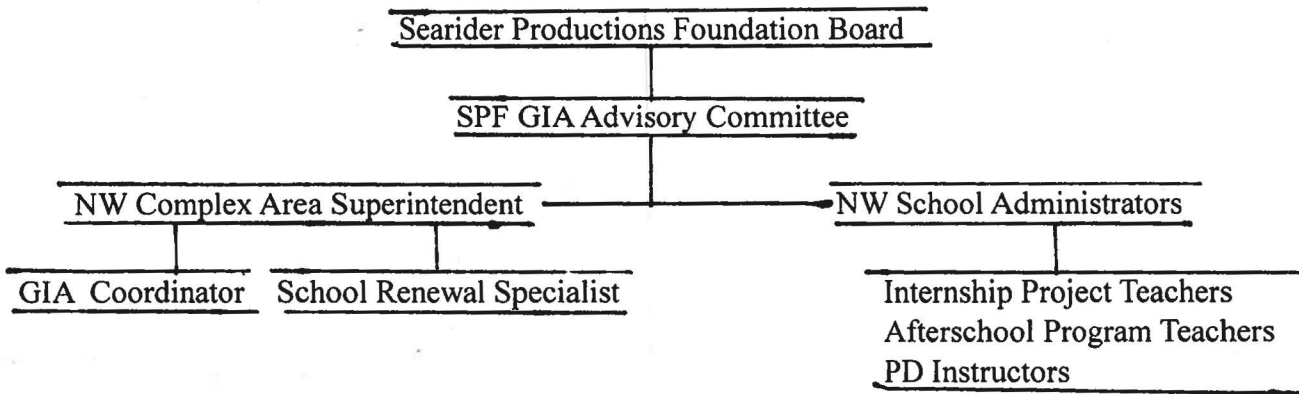 Searider Productions Foundation Board
SPF GIA Advisory Committee
NW Complex Area Superintendent
NW School Administrators
GIA Coordinator
School Renewal Specialist
Internship Project Teachers
Afterschool Program Teachers
PD Instructors